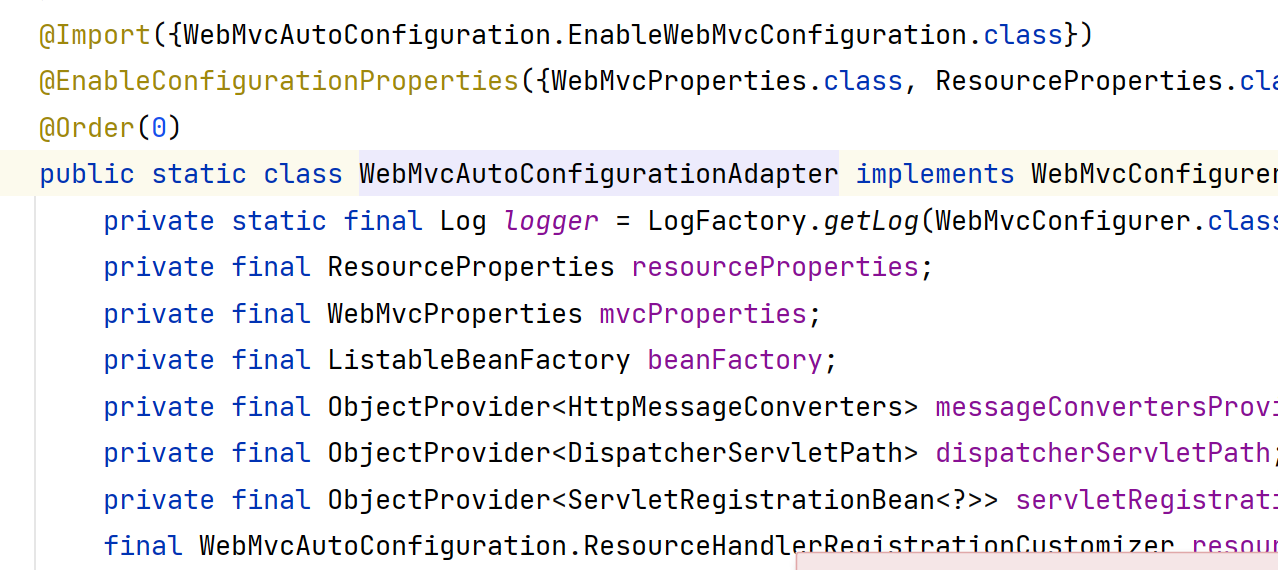 @Import({WebMvcAutoConfiguration.EnableWebMvcConfiguration.class})
@EnableConfigurationProperties({WebMvcProperties.class, ResourceProperties.cla
@Order(0)
public static class WebMvcAutoConfigurationAdapter implements WebMvcConfigurer
private static final Log logger = LogFactory.getLog(WebMvcConfigurer.class
private final ResourceProperties resourceProperties;
private final WebMvcProperties mvcProperties;
private final ListableBeanFactory beanFactory;
private final ObjectProvider<HttpMessageConverters> messageConvertersProvi
private final ObjectProvider<DispatcherServletPath> dispatcherServletPath;
private final ObjectProvider<ServletRegistrationBean<?>> servletRegistrati
final WebMvcAutoConfiguration.ResourceHandlerRegistrationCustomizer resour